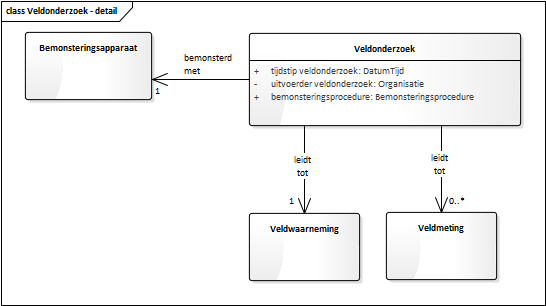 class Veldonderzoek - detail
Bemonsteringsapparaat
bemonsterd
met
1
Veldonderzoek
+ tijdstip veldonderzoek: DatumTijd
- uitvoerder veldonderzoek: Organisatie
+ bemonsteringsprocedure: Bemonsteringsprocedure
leidt
tot
1
leidt
tot
0..*
Veldwaarneming
Veldmeting